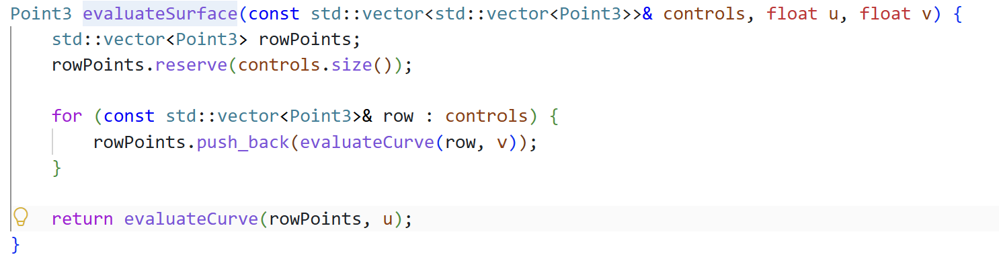 Point3 evaluateSurface(const std::vector<std::vector<Point3>>& controls, float u, float v) {
    std::vector<Point3> rowPoints;
    rowPoints.reserve(controls.size());

    for (const std::vector<Point3>& row : controls) {
        rowPoints.push_back(evaluateCurve(row, v));
    }

    return evaluateCurve(rowPoints, u);
}